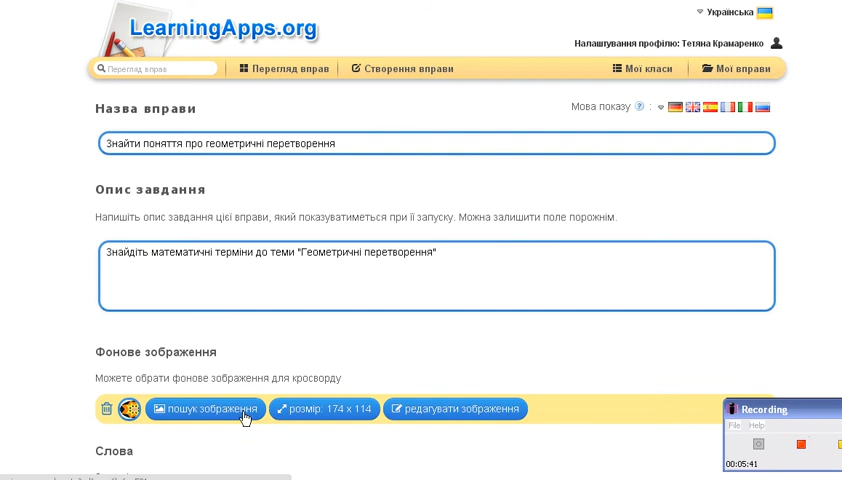 Українська
LearningApps.org
Налаштування профілю: Тетяна Крамаренко
Перегляд вправ
Перегляд вправ
Створення вправи
Мої класи
Мої вправи
Назва вправи
Мова показу ? :
Знайти поняття про геометричні перетворення
Опис завдання
Напишіть опис завдання цієї вправи, який показуватиметься при її запуску. Можна залишити поле порожнім.
Знайдіть математичні терміни до теми "Геометричні перетворення"
Фонове зображення
Можете обрати фонове зображення для кросворду
пошук зображення
розмір: 174 x 114
редагувати зображення
Recording
File Help
00:05:41
Слова